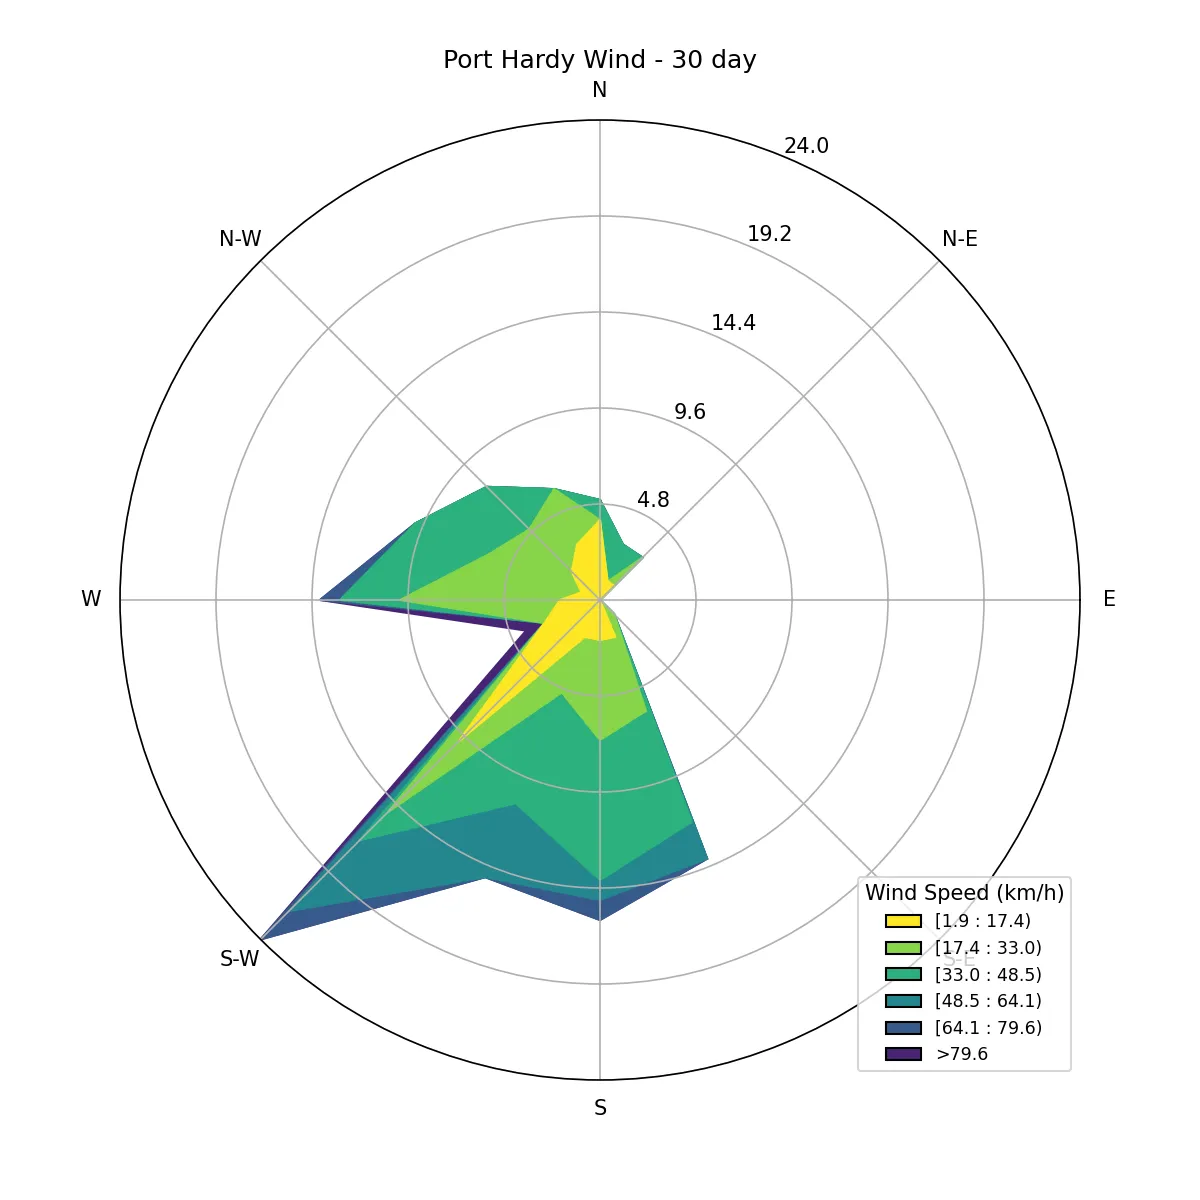 Port Hardy Wind - 30 day
N
24.0
19.2
N-W
N-E
14.4
9.6
4.8
W
E
Wind Speed (km/h)
[1.9 : 17.4)
[17.4 : 33.0)
S-W
S-E
[33.0 : 48.5)
[48.5 : 64.1)
[64.1 : 79.6)
>79.6
S